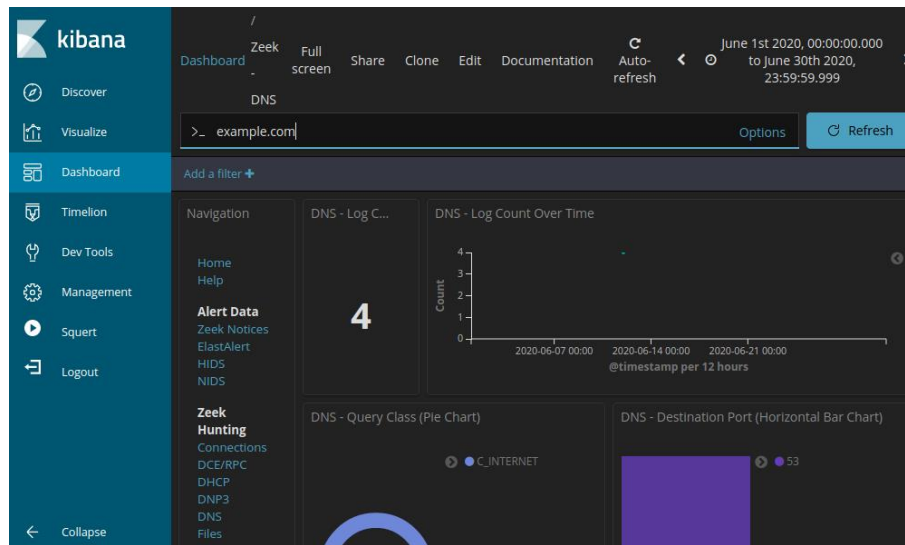 kibana
Discover
Visualize
Dashboard
Timelion
Dev Tools
Management
Squert
Logout
Collapse
Dashboard
/
Zeek
-
DNS
Full
screen
Share
Clone
Edit
Documentation
Auto-
refresh
June 1st 2020, 00:00:00.000
to June 30th 2020,
23:59:59.999
>_ example.com
Options
Refresh
Add a filter +
Navigation
Home
Help
Alert Data
Zeek Notices
ElastAlert
HIDS
NIDS
Zeek
Hunting
Connections
DCE/RPC
DHCP
DNP3
DNS
Files
DNS - Log C...
4
DNS - Log Count Over Time
Count
4
3
2
1
0
2020-06-07 00:00 2020-06-14 00:00 2020-06-21 00:00
@timestamp per 12 hours
DNS - Query Class (Pie Chart)
C_INTERNET
DNS - Destination Port (Horizontal Bar Chart)
53